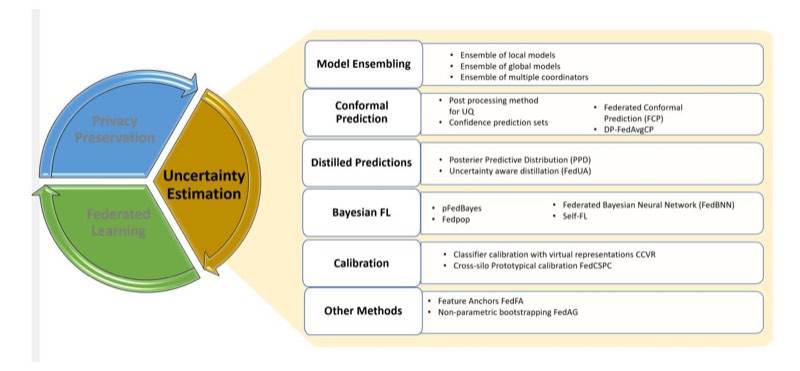 Privacy
Preservation
Federated
Learning
Uncertainty
Estimation
Model Ensembling
• Ensemble of local models
• Ensemble of global models
• Ensemble of multiple coordinators
Conformal
Prediction
• Post processing method
for UQ
• Confidence prediction sets
• Federated Conformal
Prediction (FCP)
• DP-FedAvgCP
Distilled Predictions
• Posterier Predictive Distribution (PPD)
• Uncertainty aware distillation (FedUA)
Bayesian FL
• pFedBayes
• Fedpop
• Federated Bayesian Neural Network (FedBNN)
• Self-FL
Calibration
• Classifier calibration with virtual representations CCVR
• Cross-silo Prototypical calibration FedCSPC
Other Methods
• Feature Anchors FedFA
• Non-parametric bootstrapping FedAG